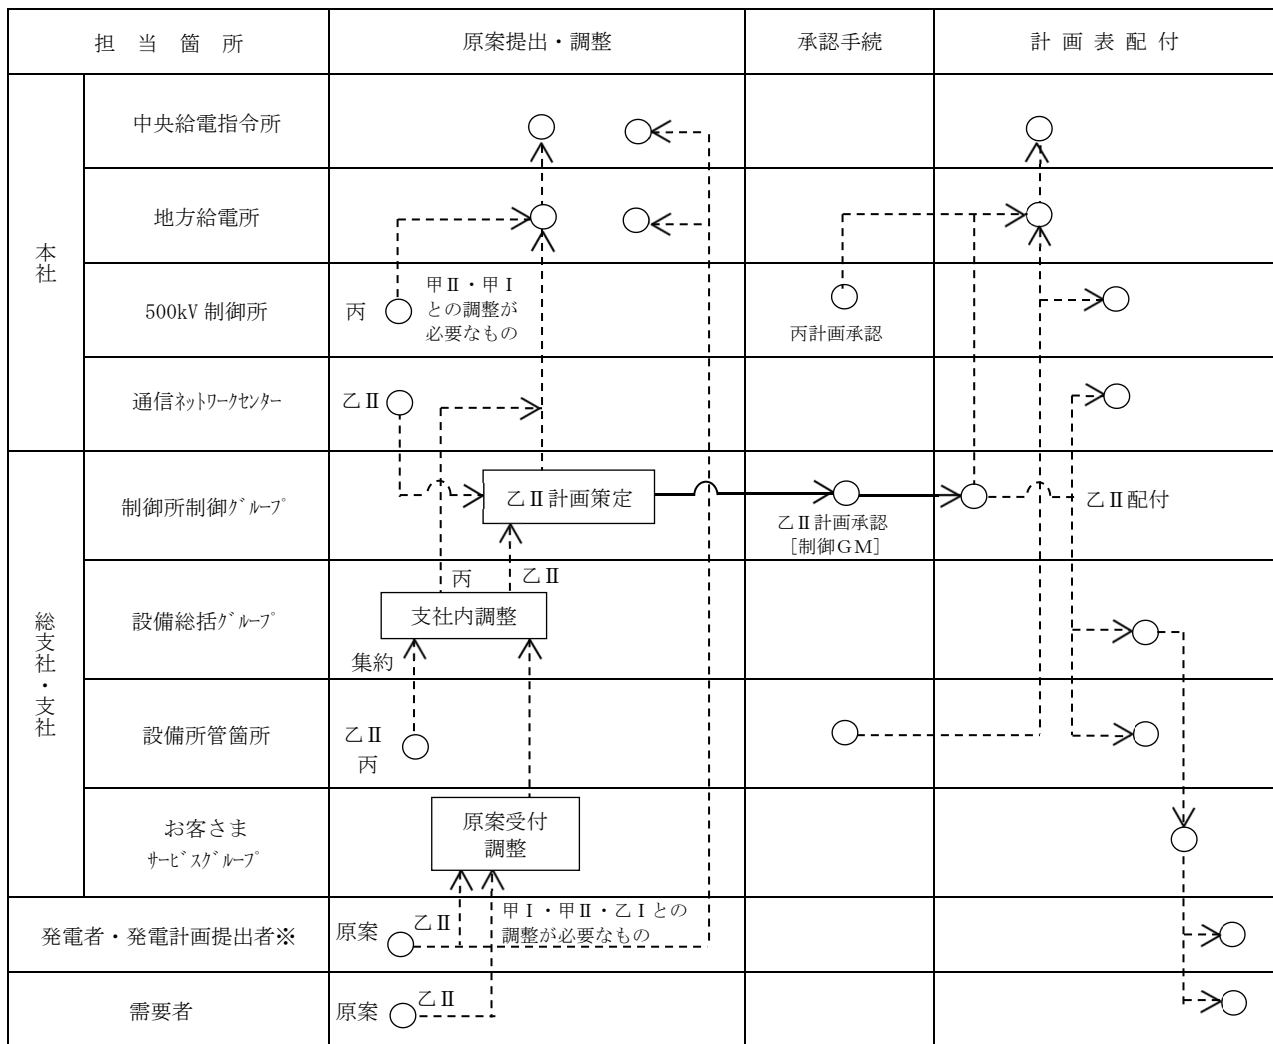 担　当　箇　所
原案提出・調整
承認手続
計 画 表 配 付
本社
中央給電指令所
地方給電所
500kV 制御所
丙
甲Ⅱ・甲Ⅰ
との調整が
必要なもの
丙計画承認
通信ﾈｯﾄﾜｰｸｾﾝﾀｰ
乙Ⅱ
総支社・支社
制御所制御ｸﾞﾙｰﾌﾟ
乙Ⅱ計画策定
乙Ⅱ計画承認
［制御ＧＭ］
乙Ⅱ配付
設備総括ｸﾞﾙｰﾌﾟ
丙
乙Ⅱ
支社内調整
集約
設備所管箇所
乙Ⅱ
丙
お客さま
ｻｰﾋﾞｽｸﾞﾙｰﾌﾟ
原案受付
調整
発電者・発電計画提出者※
原案
乙Ⅱ
甲Ⅰ・甲Ⅱ・乙Ⅰとの
調整が必要なもの
需要者
原案
乙Ⅱ